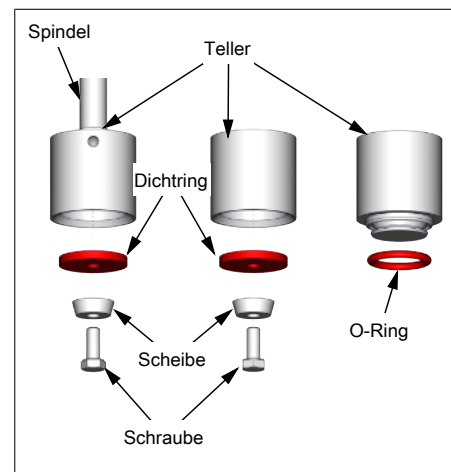 Spindel
Teller
Dichtring
O-Ring
Scheibe
Schraube